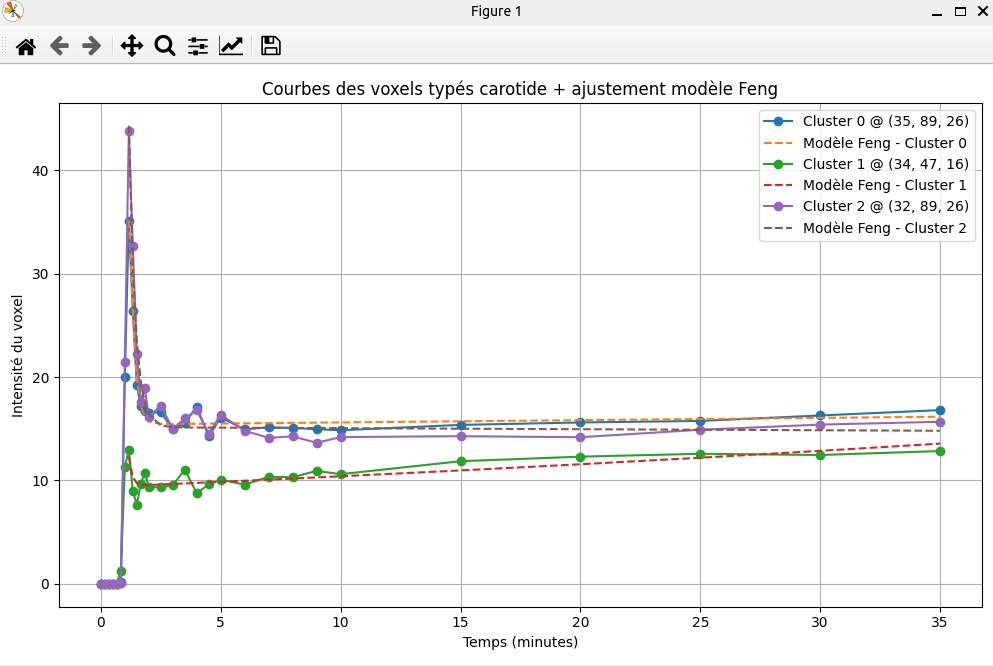 Figure 1
Courbes des voxels typés carotide + ajustement modèle Feng
Cluster 0 @ (35, 89, 26)
Modèle Feng - Cluster 0
Cluster 1 @ (34, 47, 16)
Modèle Feng - Cluster 1
Cluster 2 @ (32, 89, 26)
Modèle Feng - Cluster 2
Intensité du voxel
40
30
20
10
0
0 5 10 15 20 25 30 35
Temps (minutes)